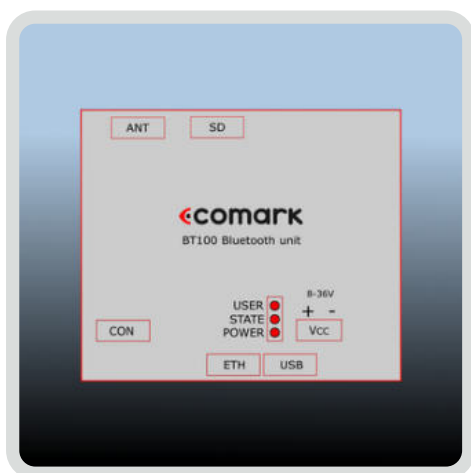 ANT SD
comark
BT100 Bluetooth unit
8-36V
USER
+ -
STATE
CON POWER Vcc
ETH USB